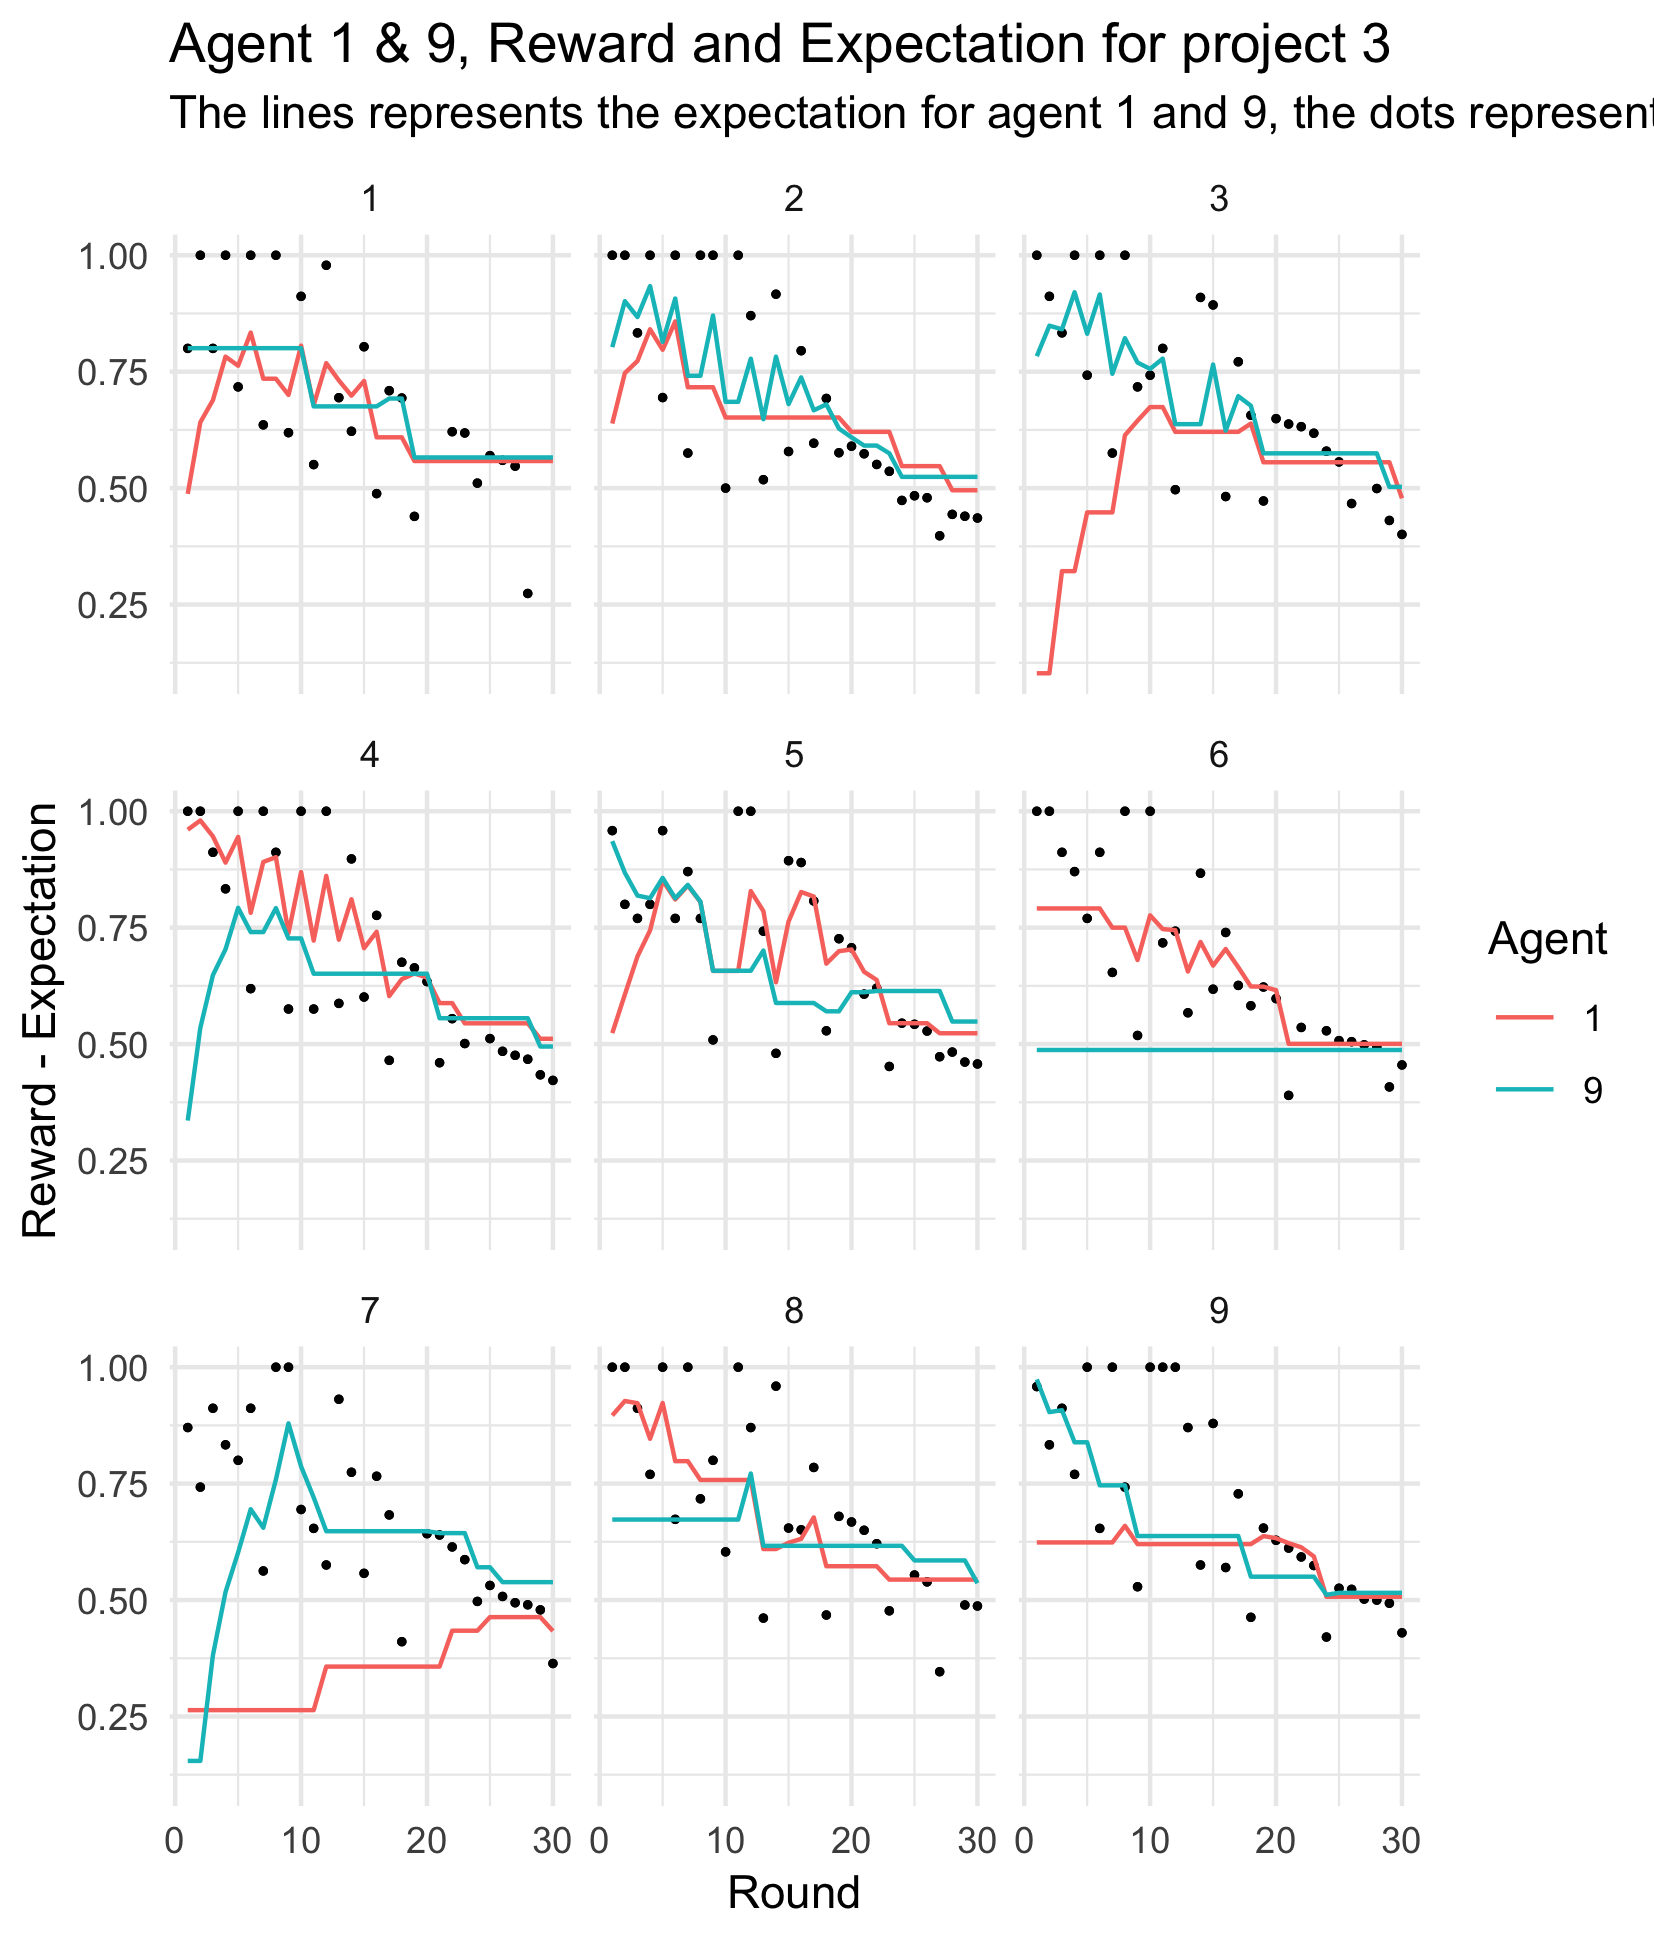 Agent 1 & 9, Reward and Expectation for project 3
The lines represents the expectation for agent 1 and 9, the dots represent
1 2 3
1.00
0.75
0.50
0.25
4 5 6
1.00
0.75
0.50
0.25
7 8 9
1.00
0.75
0.50
0.25
0 10 20 30 0 10 20 30 0 10 20 30
Round
Reward - Expectation
Agent
1
9